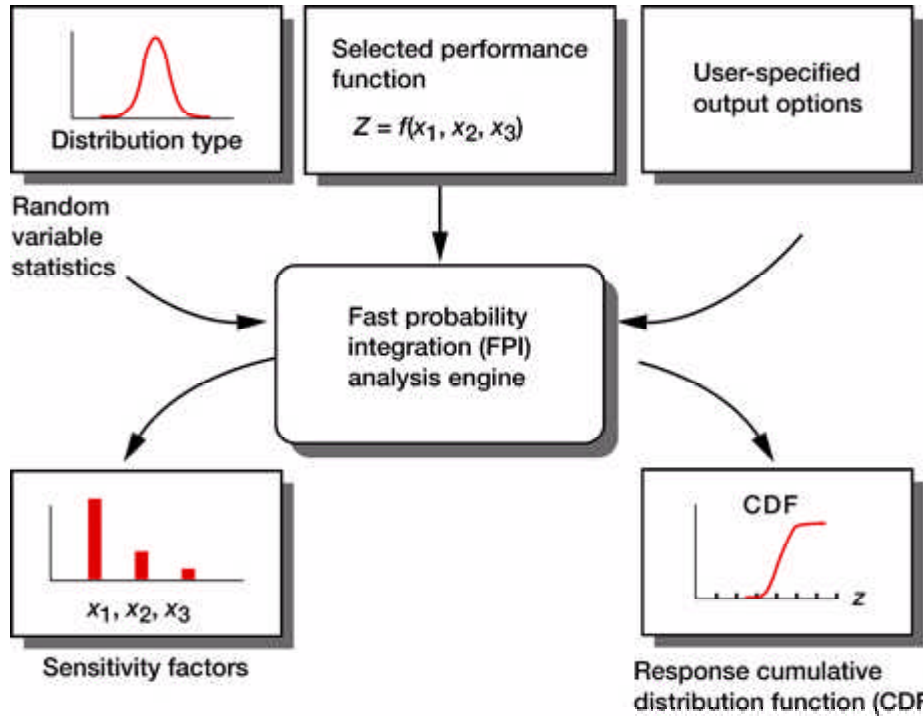 Distribution type
Selected performance
function
Z = f(x₁, x₂, x₃)
User-specified
output options
Random
variable
statistics
Fast probability
integration (FPI)
analysis engine
x₁, x₂, x₃
Sensitivity factors
CDF
z
Response cumulative
distribution function (CDF